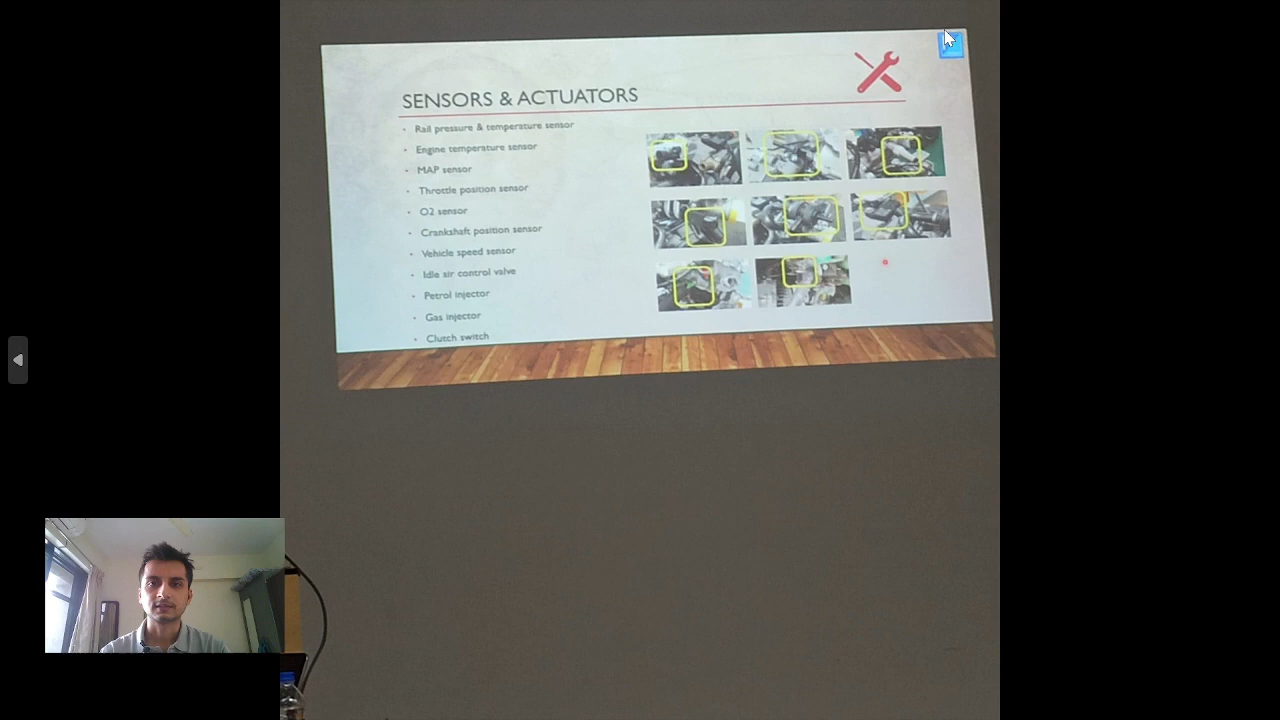 SENSORS & ACTUATORS
• Rail pressure & temperature sensor
• Engine temperature sensor
• MAP sensor
• Throttle position sensor
• O2 sensor
• Crankshaft position sensor
• Vehicle speed sensor
• Idle air control valve
• Petrol injector
• Gas injector
• Clutch switch